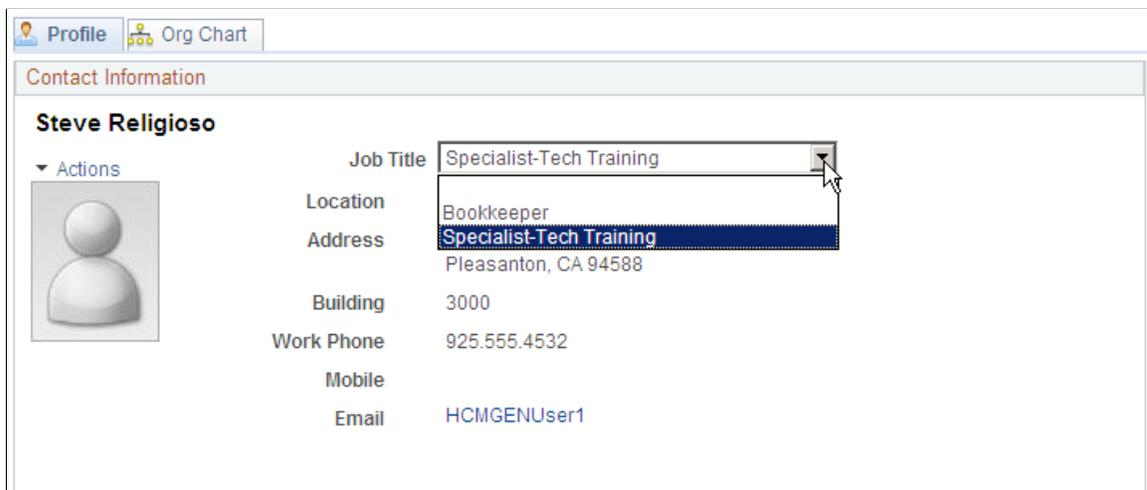 Profile Org Chart
Contact Information
Steve Religioso
Actions
Job Title Specialist-Tech Training
Bookkeeper
Specialist-Tech Training
Location
Address
Pleasanton, CA 94588
Building 3000
Work Phone 925.555.4532
Mobile
Email HCMGENUser1